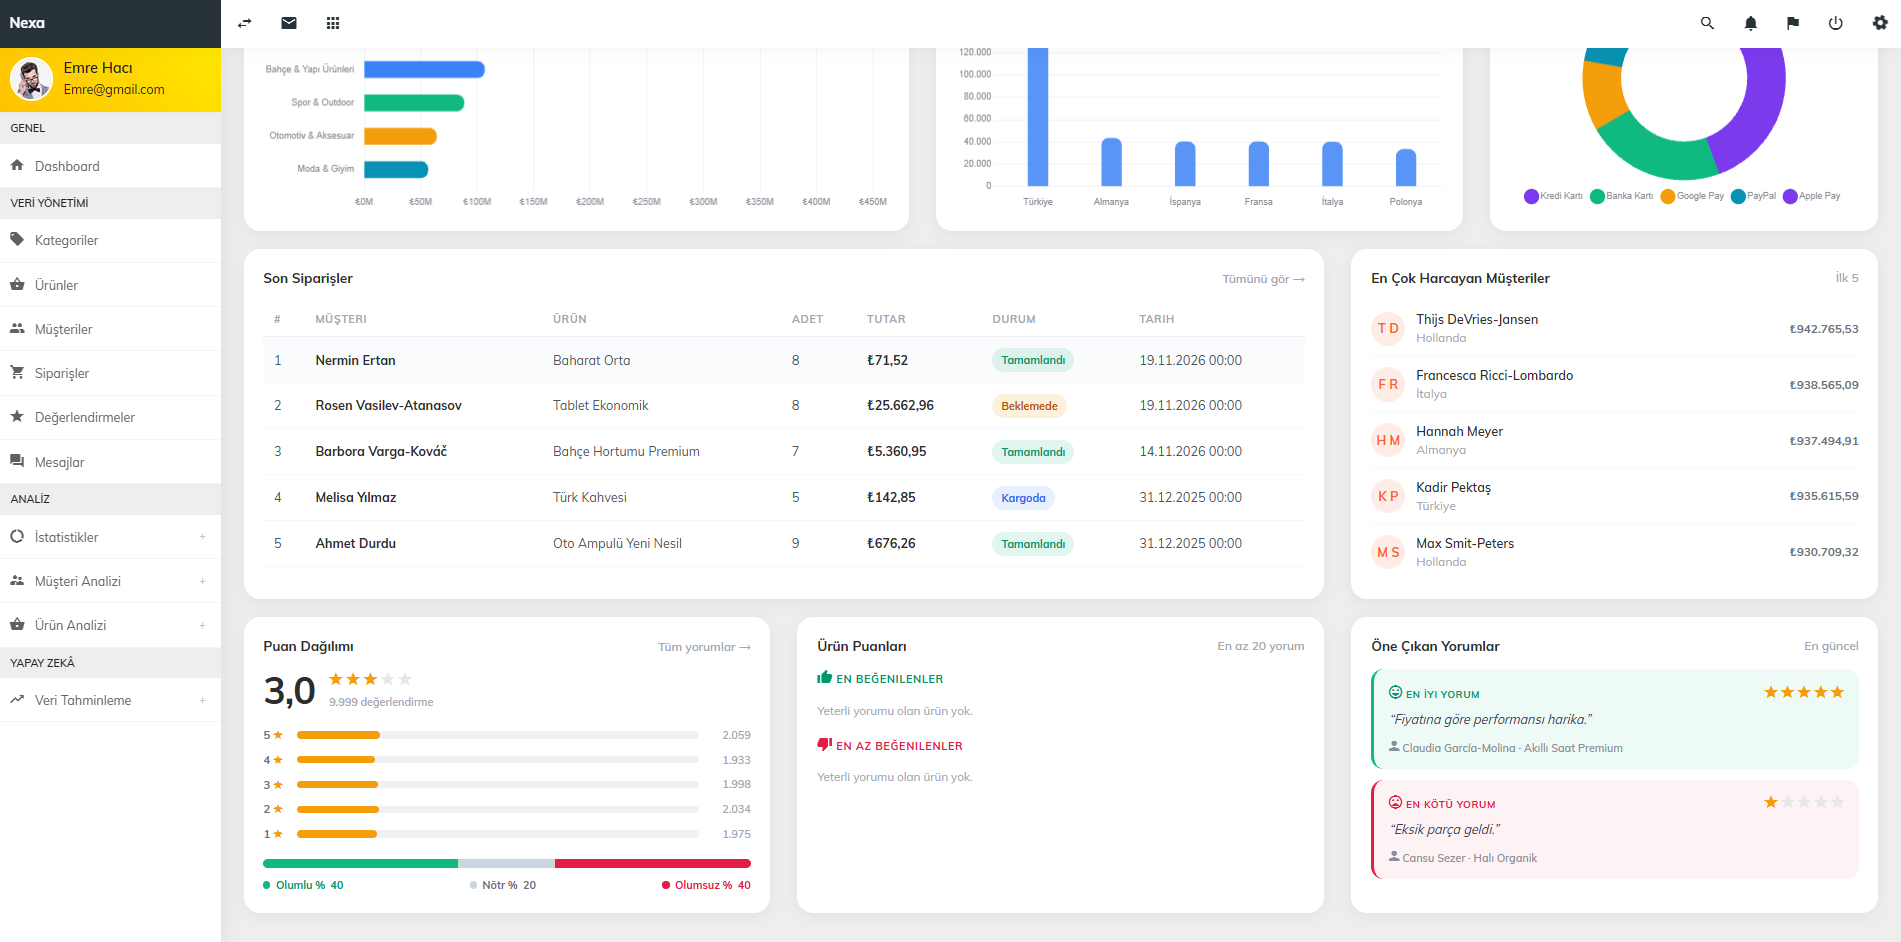 Nexa
Emre Hacı
Emre@gmail.com
GENEL
Dashboard
VERİ YÖNETİMİ
Kategoriler
Ürünler
Müşteriler
Siparişler
Değerlendirmeler
Mesajlar
ANALİZ
İstatistikler +
Müşteri Analizi +
Ürün Analizi +
YAPAY ZEKÂ
Veri Tahminleme +
Bahçe & Yapı Ürünleri
Spor & Outdoor
Otomotiv & Aksesuar
Moda & Giyim
₺0M ₺50M ₺100M ₺150M ₺200M ₺250M ₺300M ₺350M ₺400M ₺450M
120.000
100.000
80.000
60.000
40.000
20.000
0
Türkiye Almanya İspanya Fransa İtalya Polonya
Kredi Kartı Banka Kartı Google Pay PayPal Apple Pay
Son Siparişler Tümünü gör →
# MÜŞTERI ÜRÜN ADET TUTAR DURUM TARIH
1 Nermin Ertan Baharat Orta 8 ₺71,52 Tamamlandı 19.11.2026 00:00
2 Rosen Vasilev-Atanasov Tablet Ekonomik 8 ₺25.662,96 Beklemede 19.11.2026 00:00
3 Barbora Varga-Kováč Bahçe Hortumu Premium 7 ₺5.360,95 Tamamlandı 14.11.2026 00:00
4 Melisa Yılmaz Türk Kahvesi 5 ₺142,85 Kargoda 31.12.2025 00:00
5 Ahmet Durdu Oto Ampulü Yeni Nesil 9 ₺676,26 Tamamlandı 31.12.2025 00:00
En Çok Harcayan Müşteriler İlk 5
T D Thijs DeVries-Jansen
Hollanda
₺942.765,53
F R Francesca Ricci-Lombardo
İtalya
₺938.565,09
H M Hannah Meyer
Almanya
₺937.494,91
K P Kadir Pektaş
Türkiye
₺935.615,59
M S Max Smit-Peters
Hollanda
₺930.709,32
Puan Dağılımı Tüm yorumlar →
3,0
9.999 değerlendirme
5 ★ 2.059
4 ★ 1.933
3 ★ 1.998
2 ★ 2.034
1 ★ 1.975
Olumlu % 40 Nötr % 20 Olumsuz % 40
Ürün Puanları En az 20 yorum
EN BEĞENILENLER
Yeterli yorumu olan ürün yok.
EN AZ BEĞENILENLER
Yeterli yorumu olan ürün yok.
Öne Çıkan Yorumlar En güncel
EN İYI YORUM
“Fiyatına göre performansı harika.”
Claudia García-Molina · Akıllı Saat Premium
EN KÖTÜ YORUM
“Eksik parça geldi.”
Cansu Sezer · Halı Organik